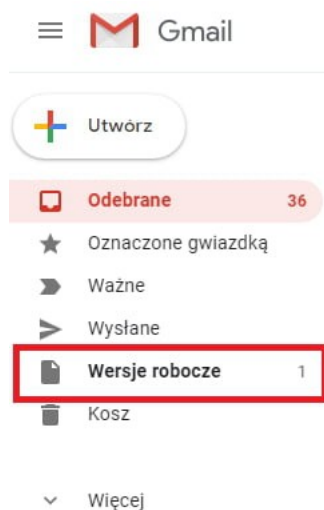 Gmail
Utwórz
Odebrane 36
Oznaczone gwiazdką
Ważne
Wysłane
Wersje robocze 1
Kosz
Więcej